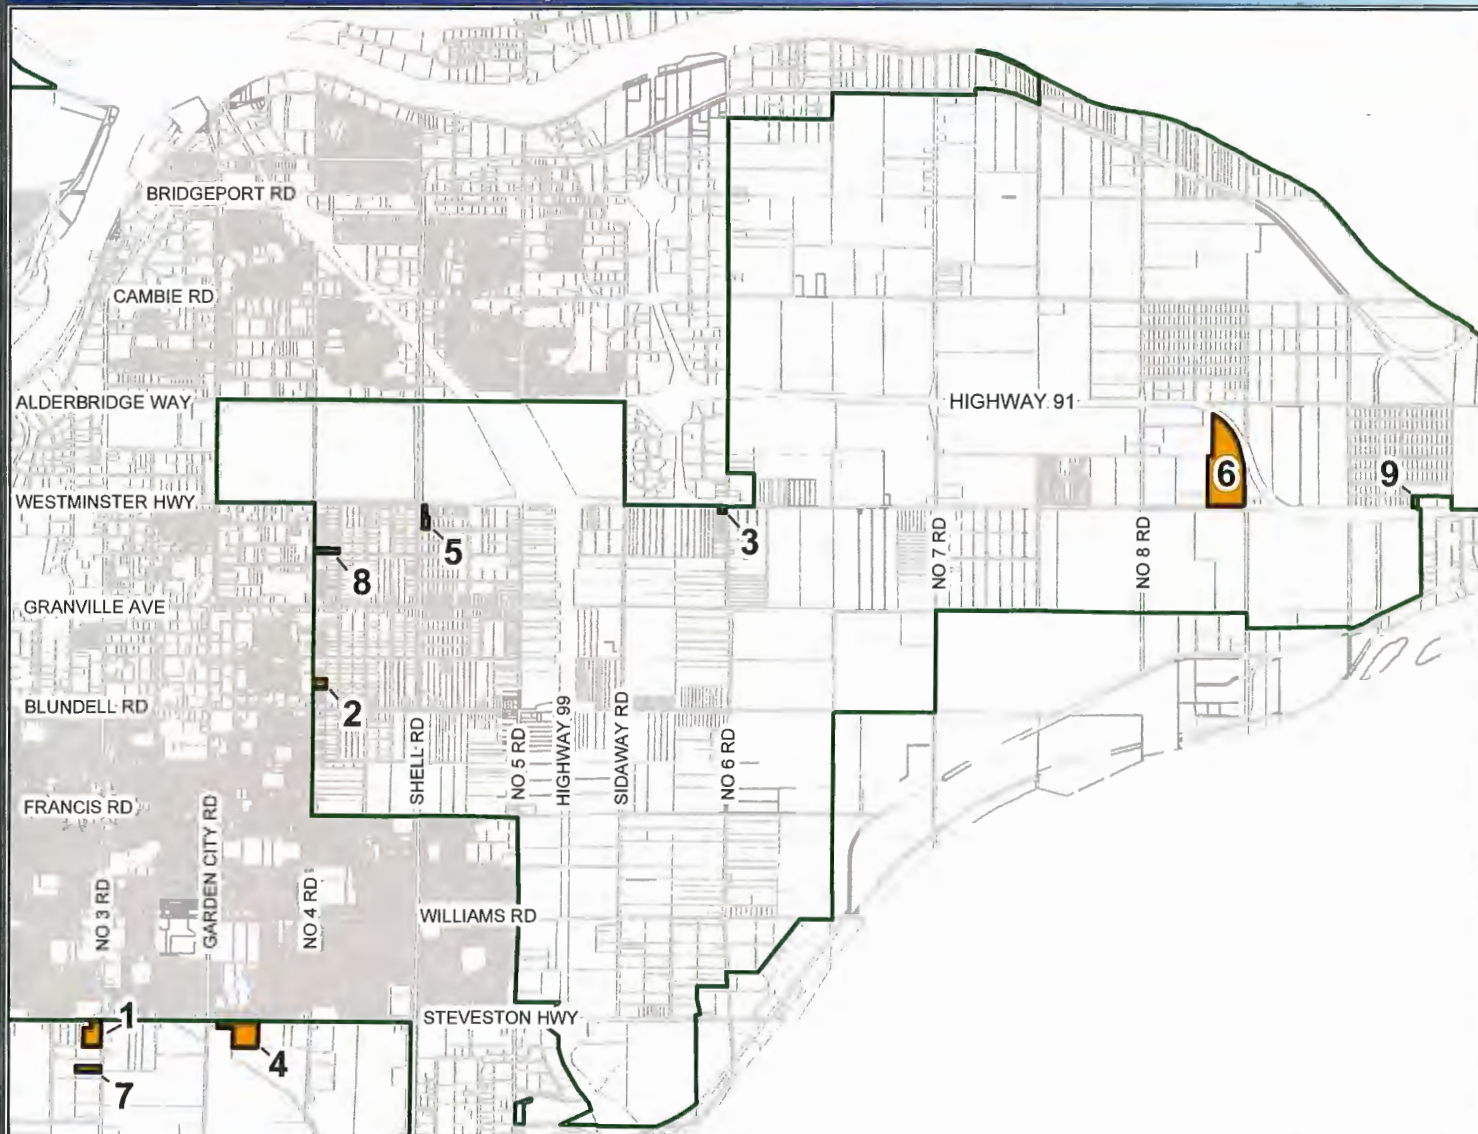 BRIDGEPORT RD
CAMBIE RD
ALDERBRIDGE WAY
HIGHWAY 91
6
9
WESTMINSTER HWY
5
3
8
NO 7 RD
NO 8 RD
GRANVILLE AVE
2
BLUNDELL RD
SHELL RD
NO 5 RD
HIGHWAY 99
SIDAWAY RD
NO 6 RD
FRANCIS RD
NO 3 RD
GARDEN CITY RD
NO 4 RD
WILLIAMS RD
1
STEVESTON HWY
4
7